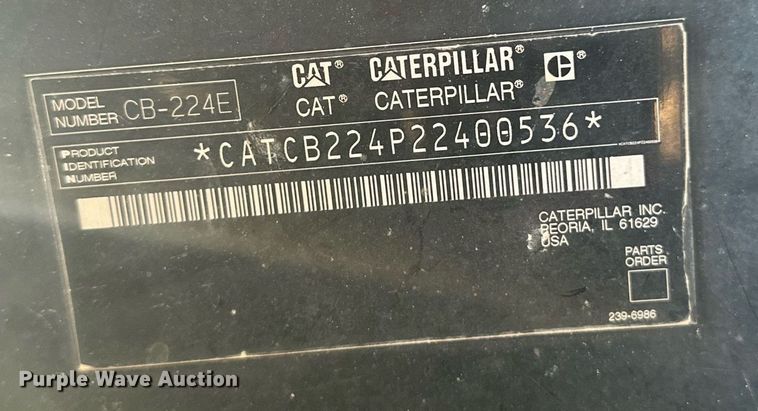 CAT® CATERPILLAR®
CAT® CATERPILLAR®
MODEL NUMBER CB-224E
PRODUCT IDENTIFICATION NUMBER *CATCB224P22400536*
CATERPILLAR INC.
PEORIA, IL 61629
USA
PARTS ORDER
239-6986
Purple Wave Auction